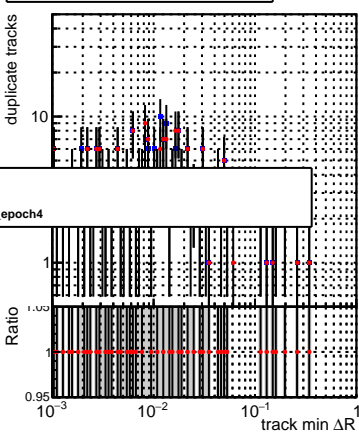 duplicate tracks
10
_epoch4
1
Ratio
1.05
1
0.95
10⁻³ 10⁻² 10⁻¹ 1
track min ΔR